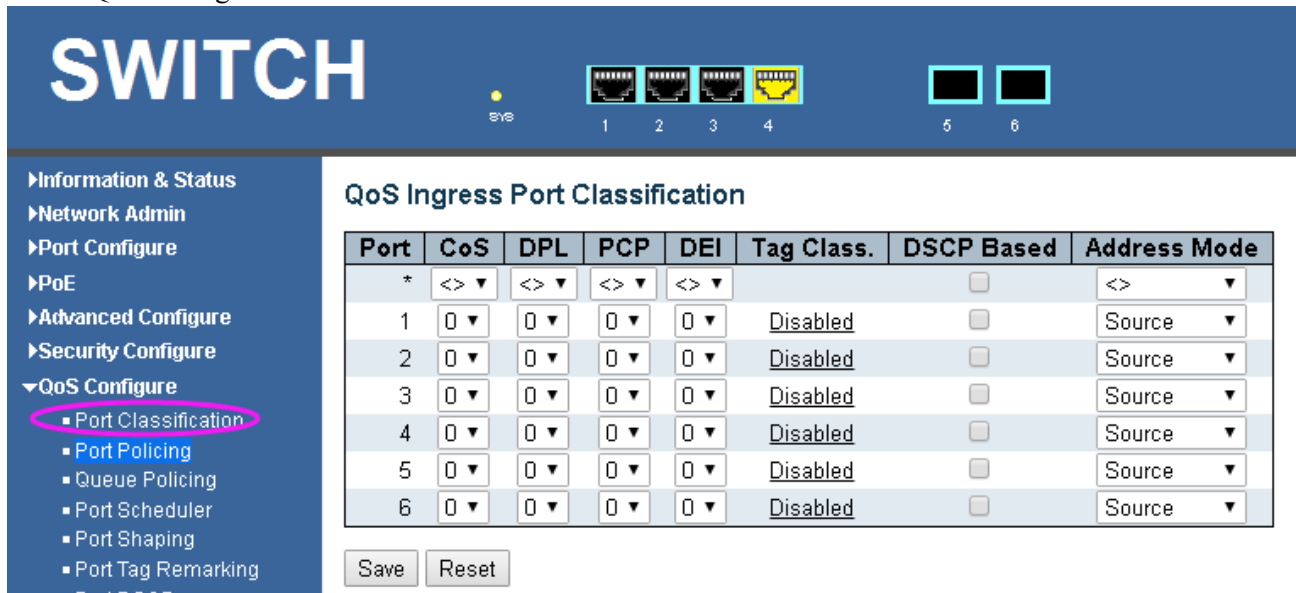 SWITCH
SYS
1 2 3 4 5 6
Information & Status
Network Admin
Port Configure
PoE
Advanced Configure
Security Configure
QoS Configure
Port Classification
Port Policing
Queue Policing
Port Scheduler
Port Shaping
Port Tag Remarking
QoS Ingress Port Classification
Port CoS DPL PCP DEI Tag Class. DSCP Based Address Mode
* <> <> <> <> <>
1 0 0 0 0 Disabled Source
2 0 0 0 0 Disabled Source
3 0 0 0 0 Disabled Source
4 0 0 0 0 Disabled Source
5 0 0 0 0 Disabled Source
6 0 0 0 0 Disabled Source
Save Reset